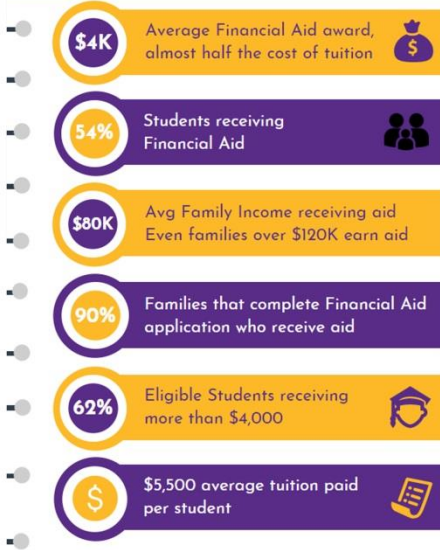 $4K
Average Financial Aid award,
almost half the cost of tuition
$
54%
Students receiving
Financial Aid
$80K
Avg Family Income receiving aid
Even families over $120K earn aid
90%
Families that complete Financial Aid
application who receive aid
62%
Eligible Students receiving
more than $4,000
$
$5,500 average tuition paid
per student